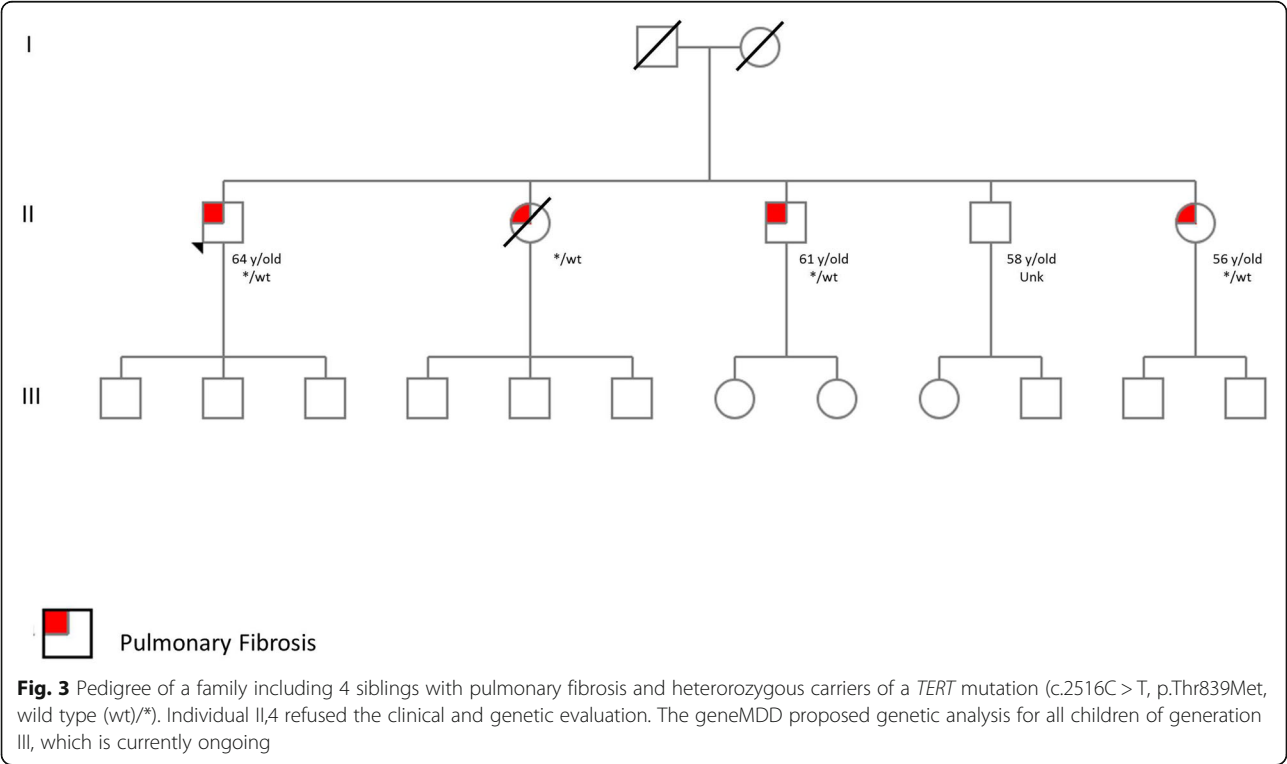 I
II
64 y/old
*/wt
*/wt
61 y/old
*/wt
58 y/old
Unk
56 y/old
*/wt
III
Pulmonary Fibrosis
Fig. 3 Pedigree of a family including 4 siblings with pulmonary fibrosis and heterorozygous carriers of a TERT mutation (c.2516C > T, p.Thr839Met,
wild type (wt)/*). Individual II,4 refused the clinical and genetic evaluation. The geneMDD proposed genetic analysis for all children of generation
III, which is currently ongoing